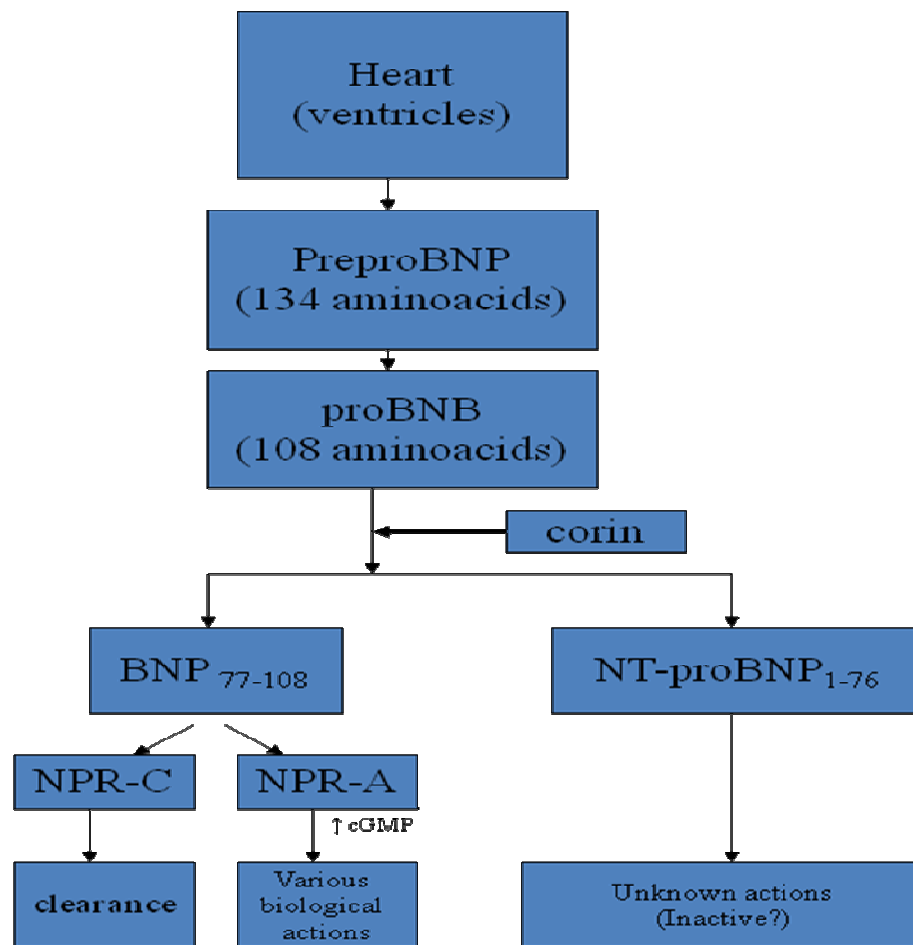 Heart
(ventricles)
PreproBNP
(134 aminoacids)
proBNB
(108 aminoacids)
corin
BNP 77-108
NT-proBNP1-76
NPR-C
NPR-A
↑ cGMP
clearance
Various
biological
actions
Unknown actions
(Inactive?)